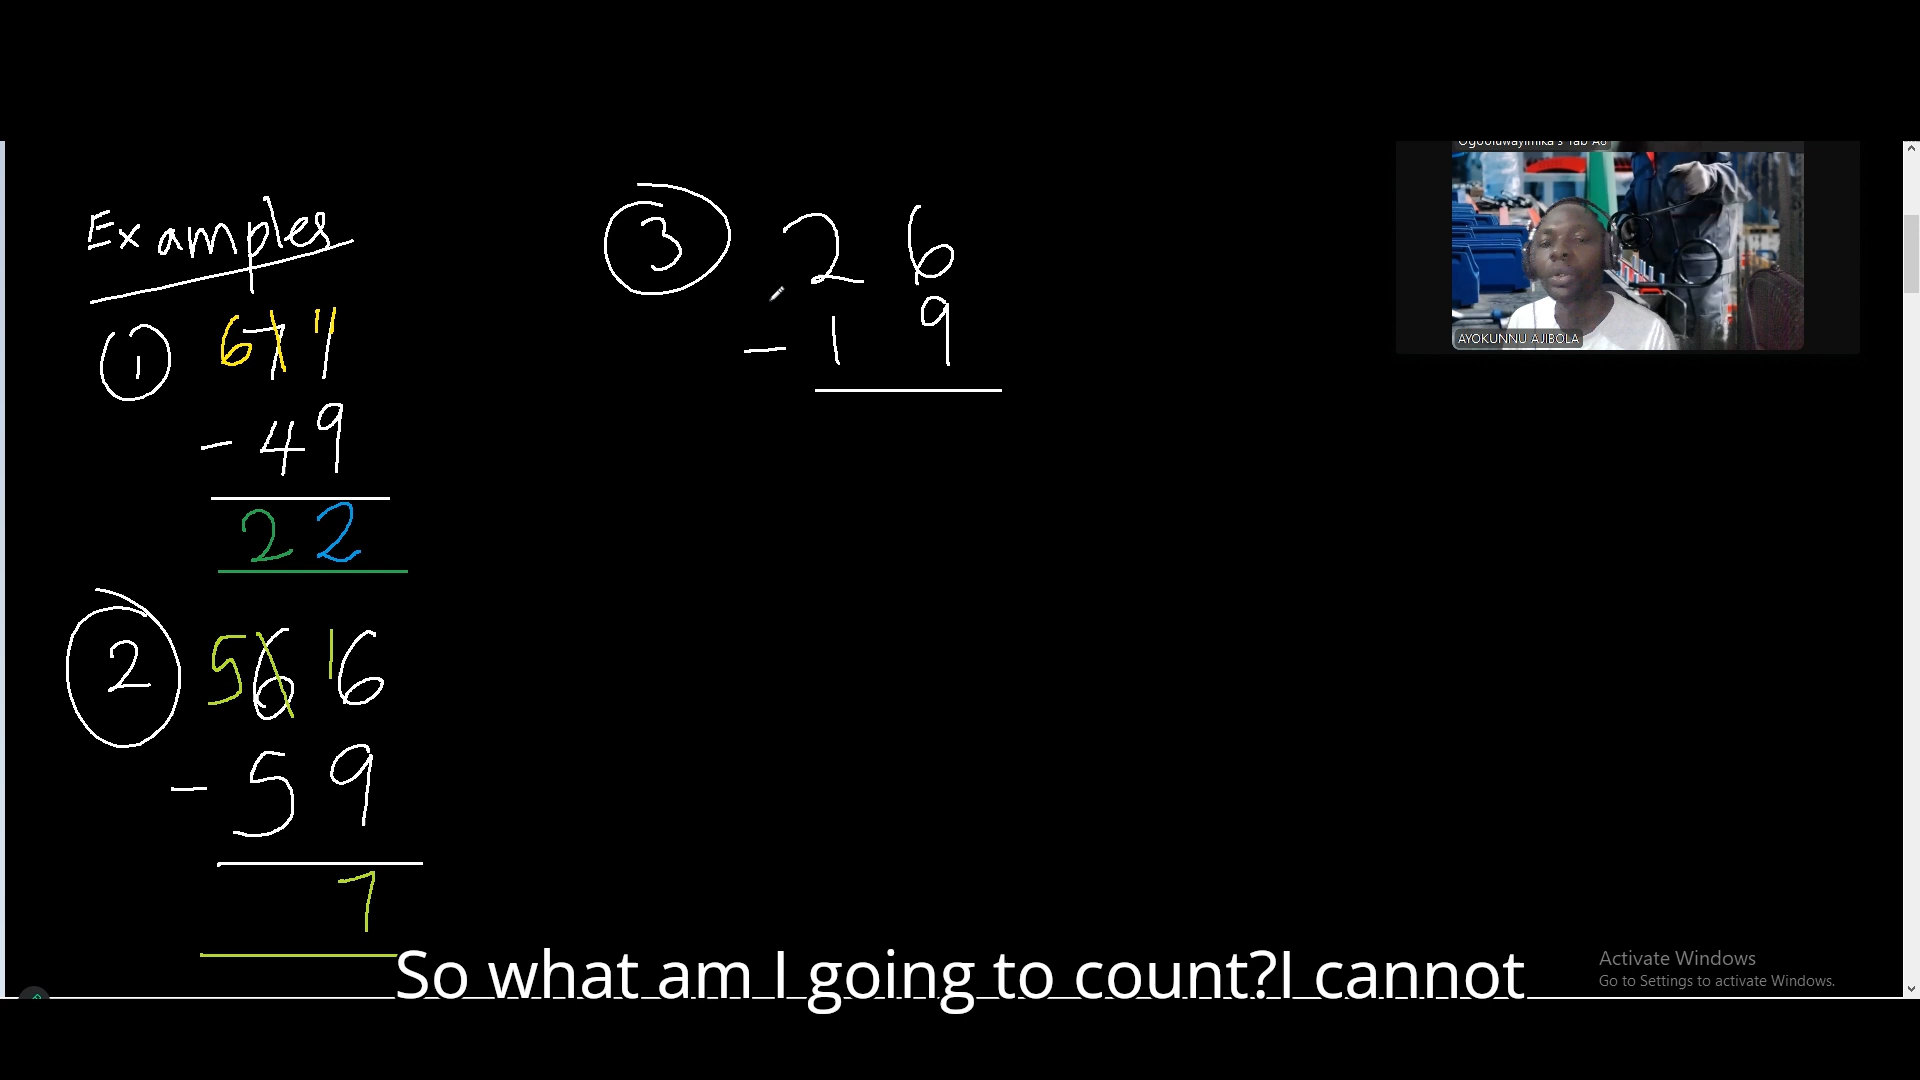 Examples
① 6 7 11
- 4 9
2 2
② 5 6 16
- 5 9
7
③ 2 6
- 1 9
AYOKUNNU AJIBOLA
So what am I going to count?I cannot
Activate Windows
Go to Settings to activate Windows.